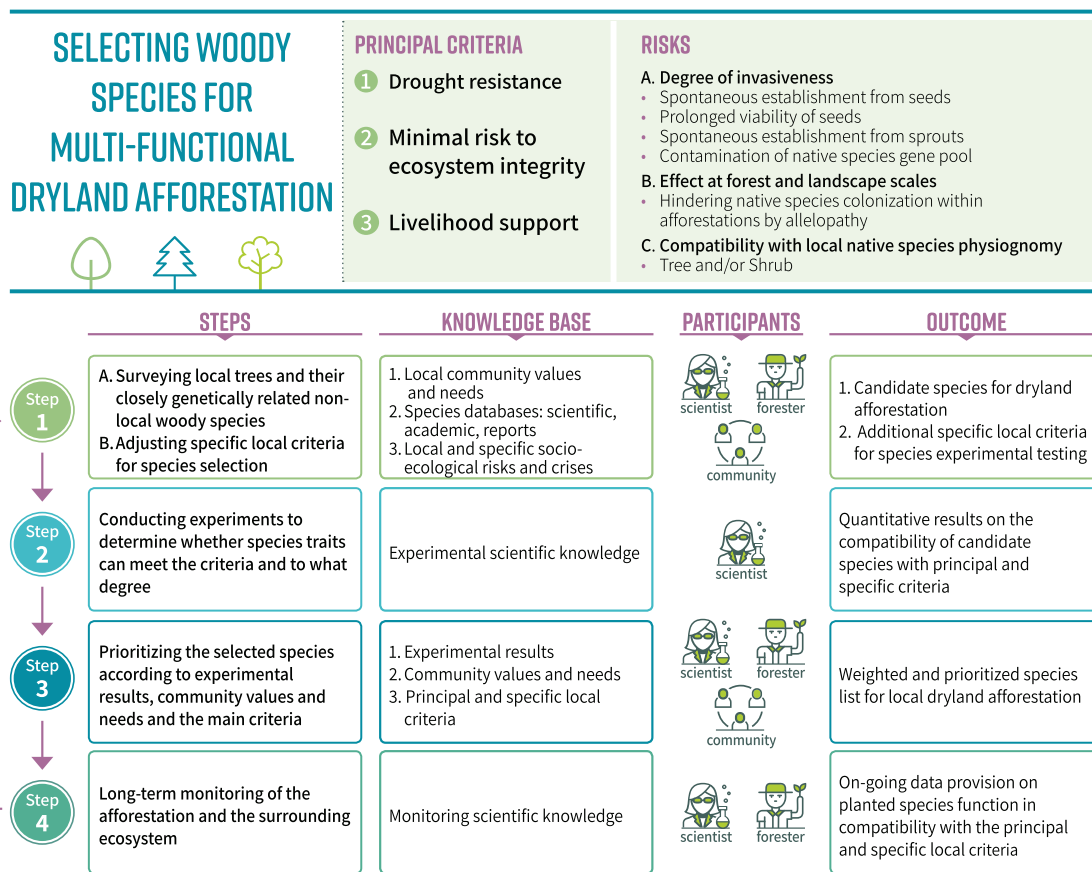 SELECTING WOODY
SPECIES FOR
MULTI-FUNCTIONAL
DRYLAND AFFORESTATION
PRINCIPAL CRITERIA
1 Drought resistance
2 Minimal risk to
ecosystem integrity
3 Livelihood support
RISKS
A. Degree of invasiveness
• Spontaneous establishment from seeds
• Prolonged viability of seeds
• Spontaneous establishment from sprouts
• Contamination of native species gene pool
B. Effect at forest and landscape scales
• Hindering native species colonization within
afforestations by allelopathy
C. Compatibility with local native species physiognomy
• Tree and/or Shrub
STEPS
KNOWLEDGE BASE
PARTICIPANTS
OUTCOME
Step
1
A. Surveying local trees and their
closely genetically related non-
local woody species
B. Adjusting specific local criteria
for species selection
1. Local community values
and needs
2. Species databases: scientific,
academic, reports
3. Local and specific socio-
ecological risks and crises
scientist
forester
community
1. Candidate species for dryland
afforestation
2. Additional specific local criteria
for species experimental testing
Step
2
Conducting experiments to
determine whether species traits
can meet the criteria and to what
degree
Experimental scientific knowledge
scientist
Quantitative results on the
compatibility of candidate
species with principal and
specific criteria
Step
3
Prioritizing the selected species
according to experimental
results, community values and
needs and the main criteria
1. Experimental results
2. Community values and needs
3. Principal and specific local
criteria
scientist
forester
community
Weighted and prioritized species
list for local dryland afforestation
Step
4
Long-term monitoring of the
afforestation and the surrounding
ecosystem
Monitoring scientific knowledge
scientist
forester
On-going data provision on
planted species function in
compatibility with the principal
and specific local criteria